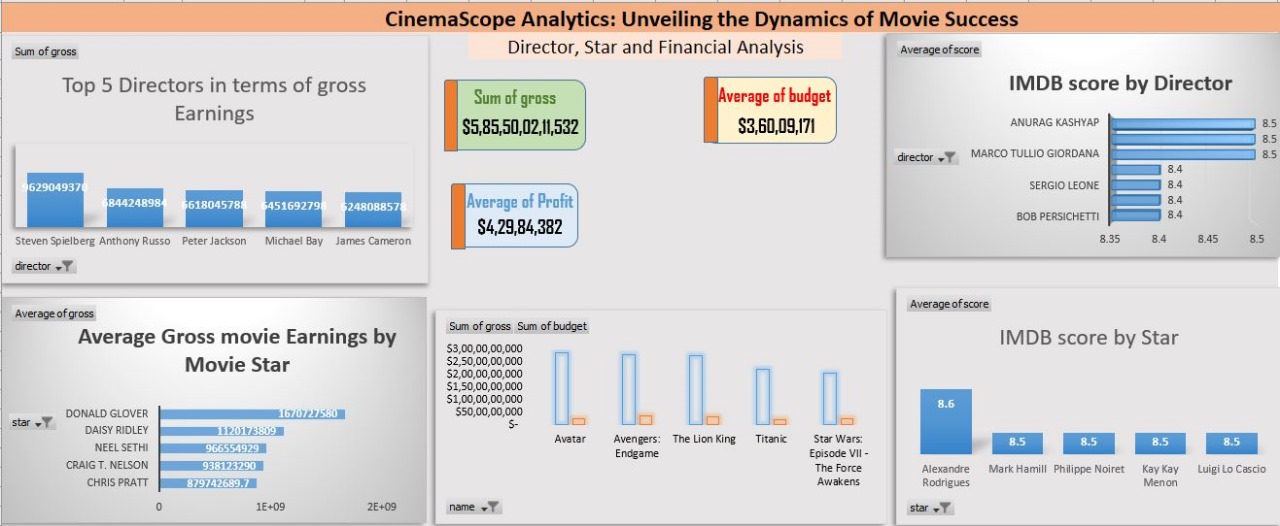 CinemaScope Analytics: Unveiling the Dynamics of Movie Success
Director, Star and Financial Analysis
Sum of gross
Top 5 Directors in terms of gross
Earnings
9629049370
6844248984
6618045788
6451692798
6248088578
Steven Spielberg
Anthony Russo
Peter Jackson
Michael Bay
James Cameron
director
Sum of gross
$5,85,50,02,11,532
Average of budget
$3,60,09,171
Average of Profit
$4,29,84,382
Average of score
IMDB score by Director
director
ANURAG KASHYAP
MARCO TULLIO GIORDANA
SERGIO LEONE
BOB PERSICHETTI
8.5
8.5
8.5
8.4
8.4
8.4
8.4
8.35
8.4
8.45
8.5
Average of gross
Average Gross movie Earnings by
Movie Star
star
DONALD GLOVER
1670727580
DAISY RIDLEY
1120173809
NEEL SETHI
966554929
CRAIG T. NELSON
938123290
CHRIS PRATT
879742689.7
0
1E+09
2E+09
Sum of gross
Sum of budget
$3,00,00,00,000
$2,50,00,00,000
$2,00,00,00,000
$1,50,00,00,000
$1,00,00,00,000
$50,00,00,000
$-
Avatar
Avengers:
Endgame
The Lion King
Titanic
Star Wars:
Episode VII -
The Force
Awakens
name
Average of score
IMDB score by Star
8.6
8.5
8.5
8.5
8.5
Alexandre
Rodrigues
Mark Hamill
Philippe Noiret
Kay Kay
Menon
Luigi Lo Cascio
star